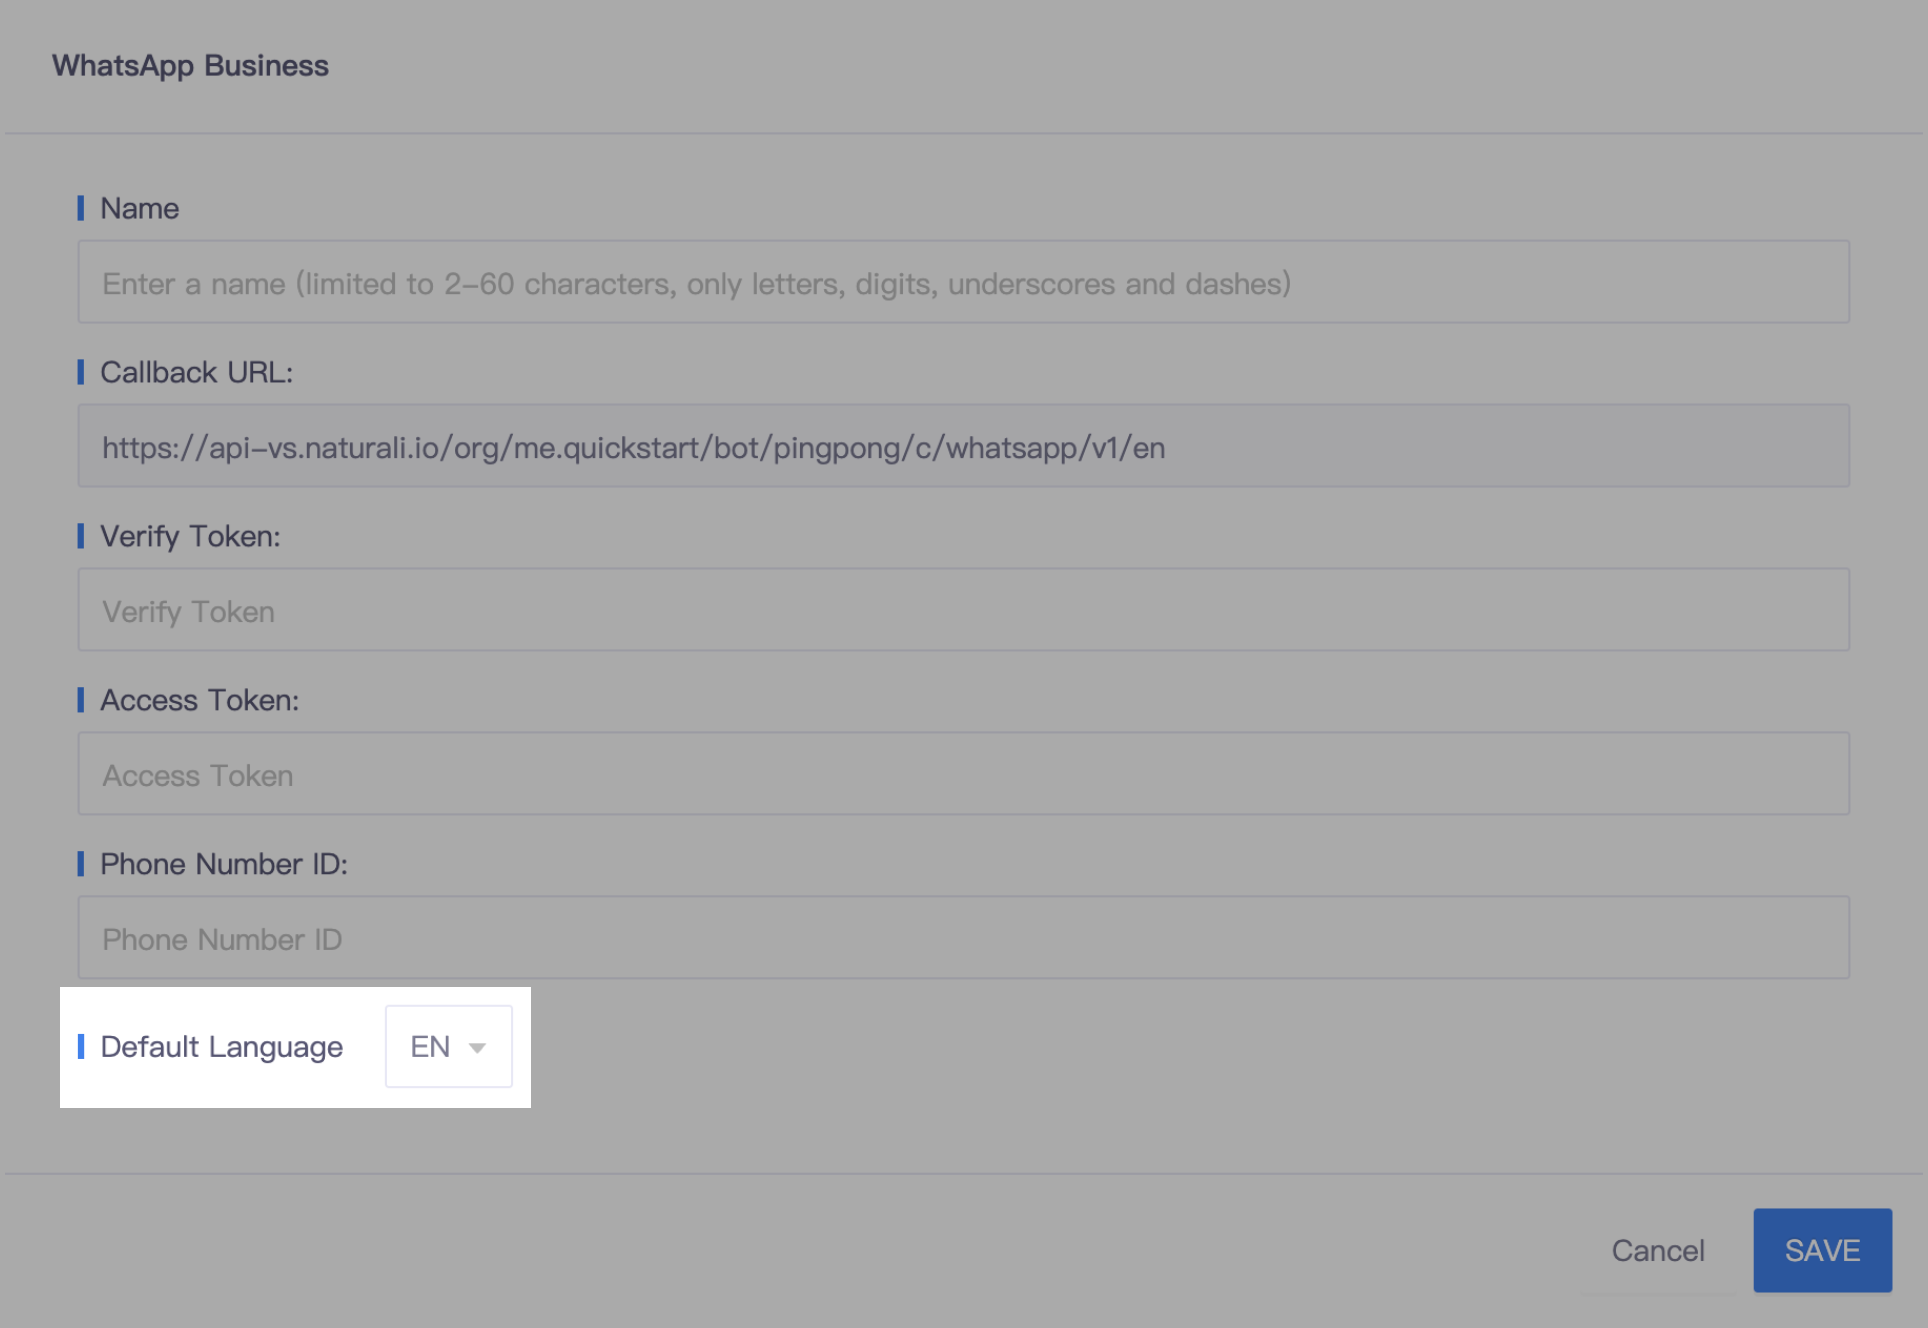 WhatsApp Business
Name
Enter a name (limited to 2-60 characters, only letters, digits, underscores and dashes)
Callback URL:
https://api-vs.naturali.io/org/me.quickstart/bot/pingpong/c/whatsapp/v1/en
Verify Token:
Verify Token
Access Token:
Access Token
Phone Number ID:
Phone Number ID
Default Language EN
Cancel SAVE